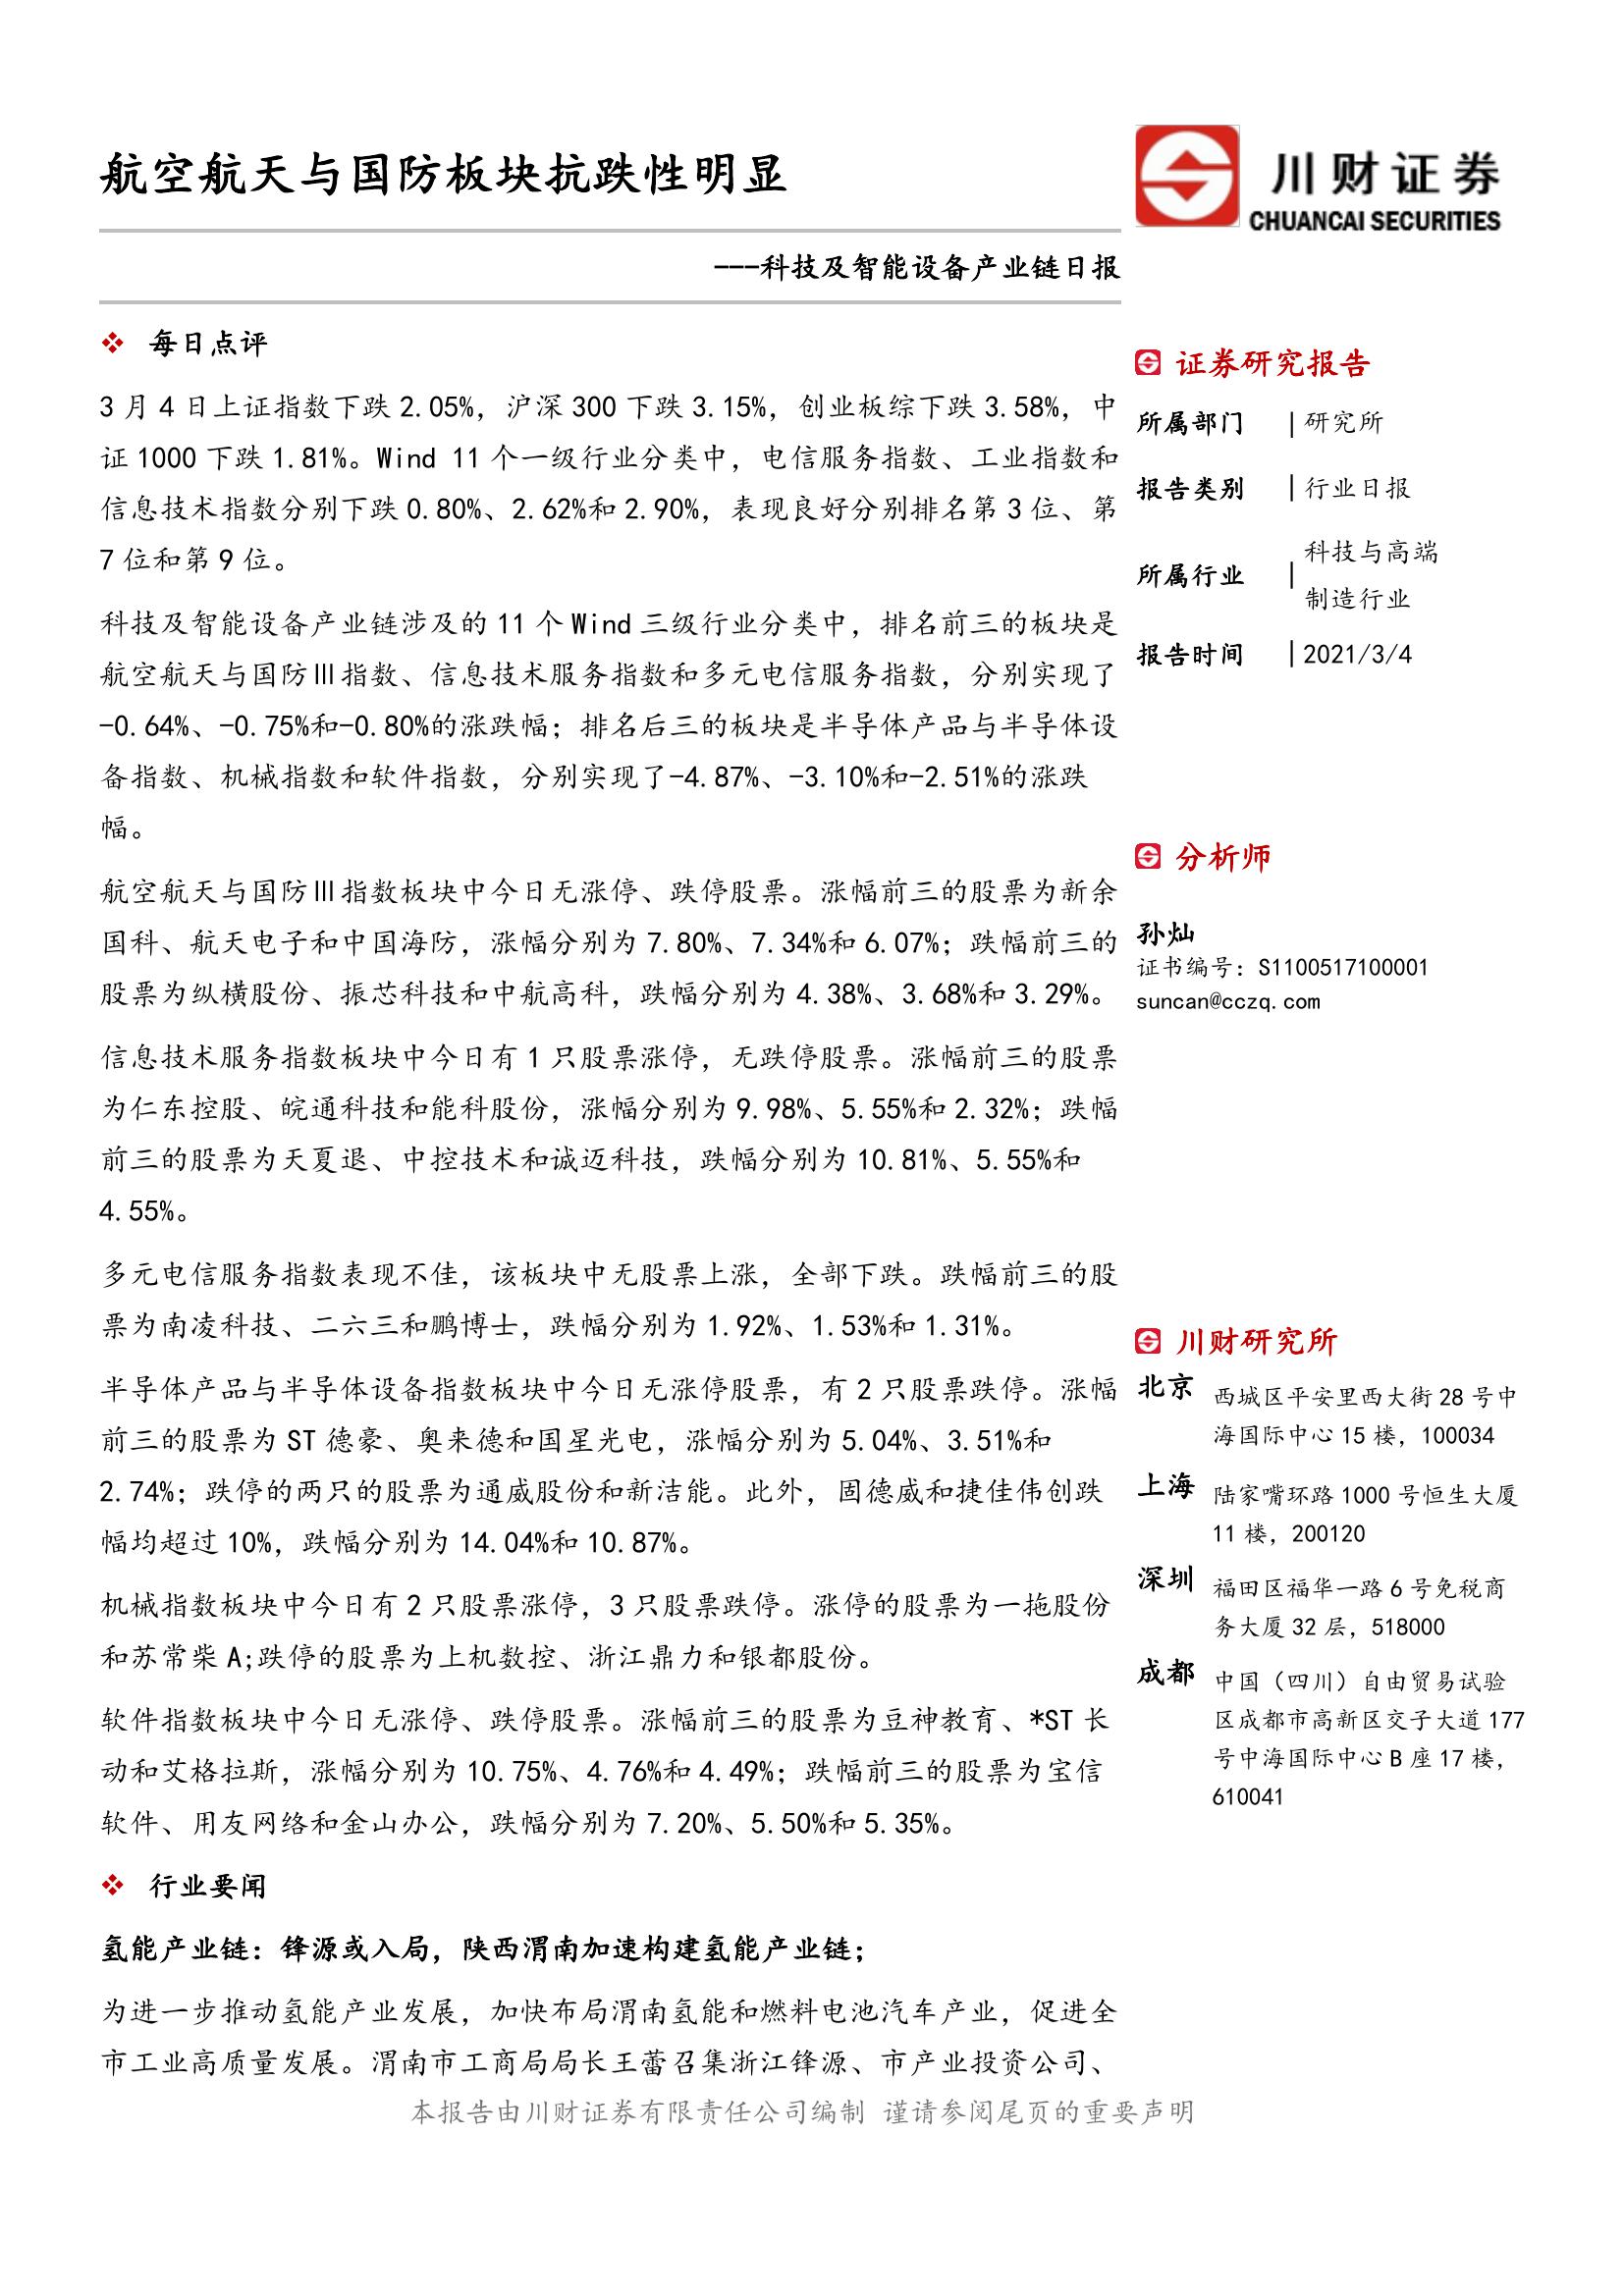 航空航天与国防板块抗跌性明显
---科技及智能设备产业链日报
川财证券
CHUANCAI SECURITIES
每日点评
3 月 4 日上证指数下跌 2.05%，沪深 300 下跌 3.15%，创业板综下跌 3.58%，中
证 1000 下跌 1.81%。Wind 11 个一级行业分类中，电信服务指数、工业指数和
信息技术指数分别下跌 0.80%、2.62%和 2.90%，表现良好分别排名第 3 位、第
7 位和第 9 位。
科技及智能设备产业链涉及的 11 个 Wind 三级行业分类中，排名前三的板块是
航空航天与国防Ⅲ指数、信息技术服务指数和多元电信服务指数，分别实现了
-0.64%、-0.75%和-0.80%的涨跌幅；排名后三的板块是半导体产品与半导体设
备指数、机械指数和软件指数，分别实现了-4.87%、-3.10%和-2.51%的涨跌
幅。
航空航天与国防Ⅲ指数板块中今日无涨停、跌停股票。涨幅前三的股票为新余
国科、航天电子和中国海防，涨幅分别为 7.80%、7.34%和 6.07%；跌幅前三的
股票为纵横股份、振芯科技和中航高科，跌幅分别为 4.38%、3.68%和 3.29%。
信息技术服务指数板块中今日有 1 只股票涨停，无跌停股票。涨幅前三的股票
为仁东控股、皖通科技和能科股份，涨幅分别为 9.98%、5.55%和 2.32%；跌幅
前三的股票为天夏退、中控技术和诚迈科技，跌幅分别为 10.81%、5.55%和
4.55%。
多元电信服务指数表现不佳，该板块中无股票上涨，全部下跌。跌幅前三的股
票为南凌科技、二六三和鹏博士，跌幅分别为 1.92%、1.53%和 1.31%。
半导体产品与半导体设备指数板块中今日无涨停股票，有 2 只股票跌停。涨幅
前三的股票为 ST 德豪、奥来德和国星光电，涨幅分别为 5.04%、3.51%和
2.74%；跌停的两只的股票为通威股份和新洁能。此外，固德威和捷佳伟创跌
幅均超过 10%，跌幅分别为 14.04%和 10.87%。
机械指数板块中今日有 2 只股票涨停，3 只股票跌停。涨停的股票为一拖股份
和苏常柴 A;跌停的股票为上机数控、浙江鼎力和银都股份。
软件指数板块中今日无涨停、跌停股票。涨幅前三的股票为豆神教育、*ST 长
动和艾格拉斯，涨幅分别为 10.75%、4.76%和 4.49%；跌幅前三的股票为宝信
软件、用友网络和金山办公，跌幅分别为 7.20%、5.50%和 5.35%。
行业要闻
氢能产业链：锋源或入局，陕西渭南加速构建氢能产业链；
为进一步推动氢能产业发展，加快布局渭南氢能和燃料电池汽车产业，促进全
市工业高质量发展。渭南市工商局局长王蕾召集浙江锋源、市产业投资公司、
证券研究报告
所属部门 | 研究所
报告类别 | 行业日报
所属行业 | 科技与高端
制造行业
报告时间 | 2021/3/4
分析师
孙灿
证书编号：S1100517100001
suncan@cczq.com
川财研究所
北京 西城区平安里西大街 28 号中
海国际中心 15 楼，100034
上海 陆家嘴环路 1000 号恒生大厦
11 楼，200120
深圳 福田区福华一路 6 号免税商
务大厦 32 层，518000
成都 中国（四川）自由贸易试验
区成都市高新区交子大道 177
号中海国际中心 B 座 17 楼，
610041
本报告由川财证券有限责任公司编制 谨请参阅尾页的重要声明